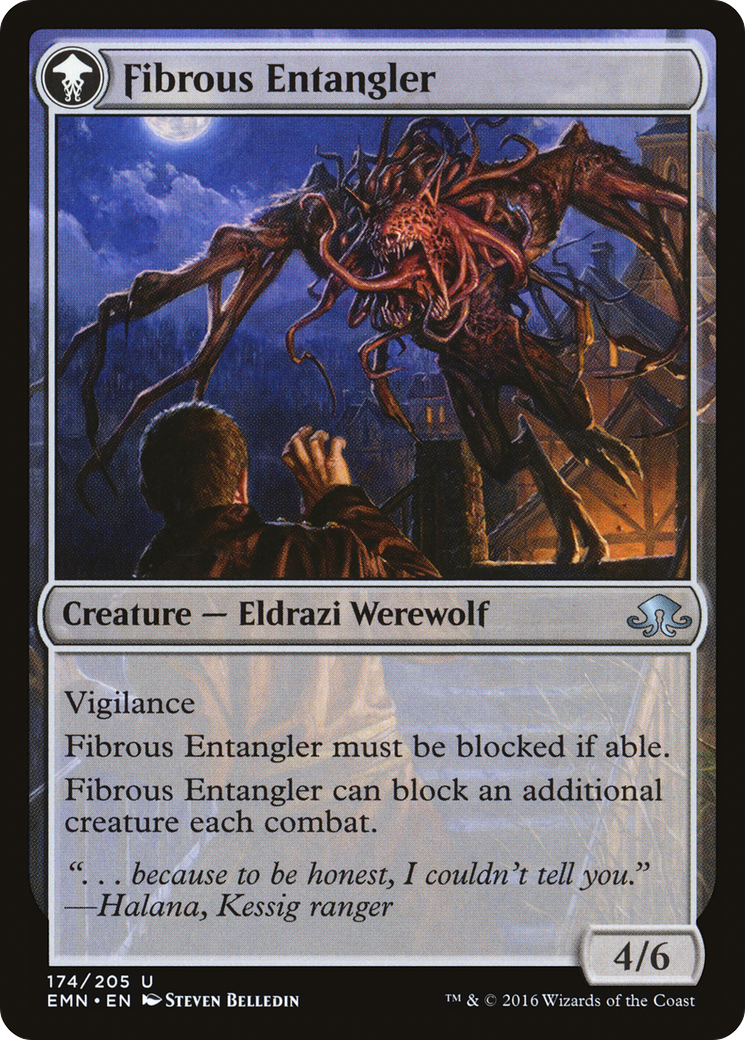 Fibrous Entangler
Creature — Eldrazi Werewolf
Vigilance
Fibrous Entangler must be blocked if able.
Fibrous Entangler can block an additional
creature each combat.
“. . . because to be honest, I couldn’t tell you.”
—Halana, Kessig ranger
4/6
174/205 U
EMN • EN Steven Belledin
™ & © 2016 Wizards of the Coast